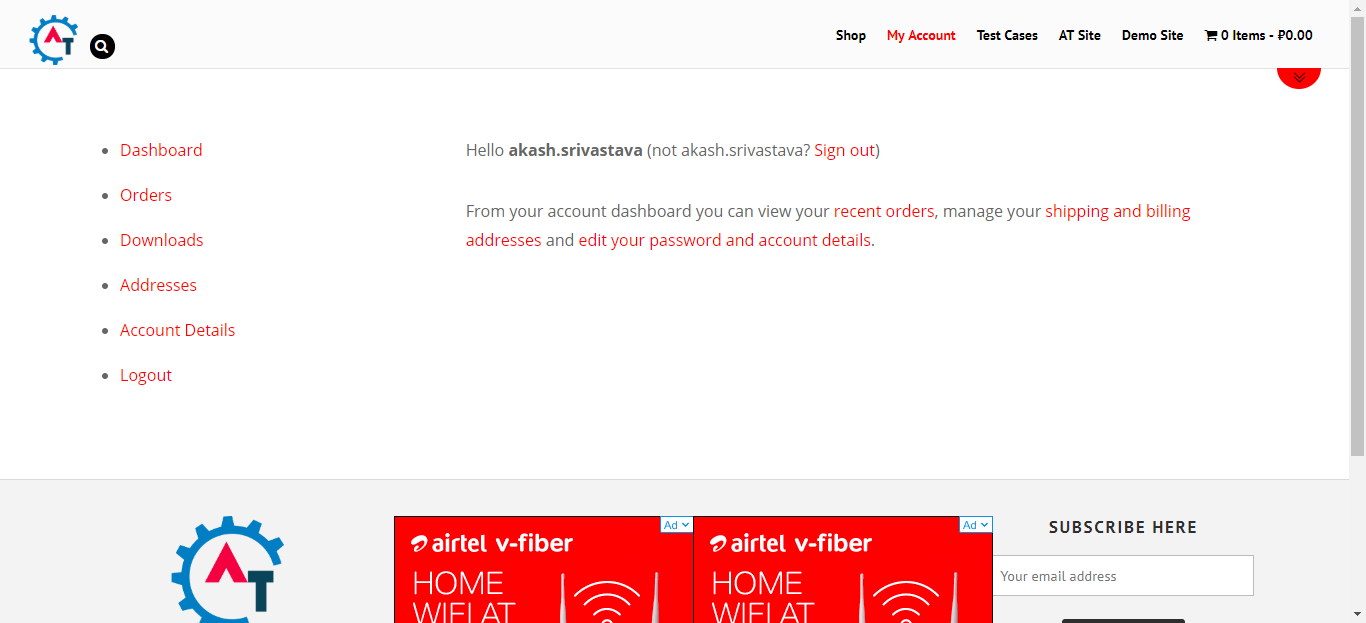 AT
Shop My Account Test Cases AT Site Demo Site 0 Items - ₽0.00
Dashboard
Orders
Downloads
Addresses
Account Details
Logout
Hello akash.srivastava (not akash.srivastava? Sign out)
From your account dashboard you can view your recent orders, manage your shipping and billing
addresses and edit your password and account details.
AT
Ad
airtel v-fiber
HOME
WIFI AT
Ad
airtel v-fiber
HOME
WIFI AT
SUBSCRIBE HERE
Your email address